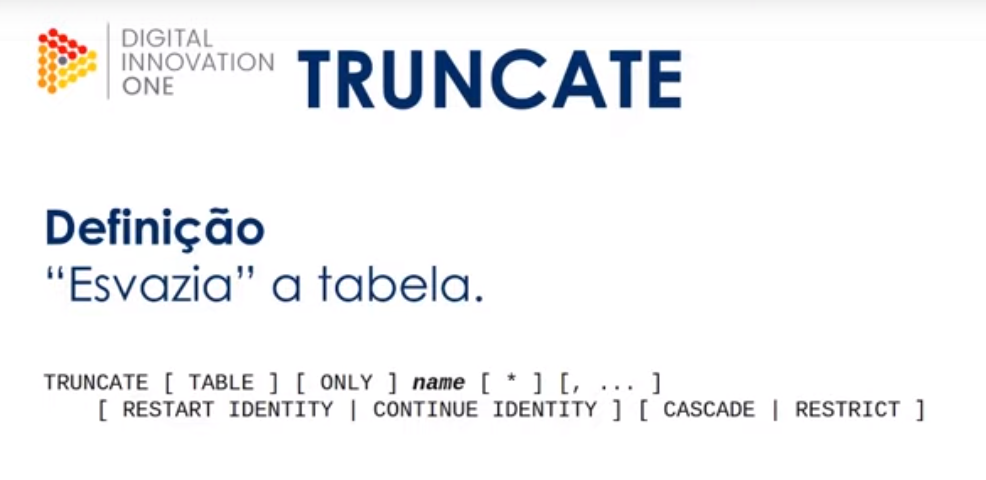 DIGITAL
INNOVATION
ONE
TRUNCATE
Definição
“Esvazia” a tabela.
TRUNCATE [ TABLE ] [ ONLY ] name [ * ] [, ... ]
[ RESTART IDENTITY | CONTINUE IDENTITY ] [ CASCADE | RESTRICT ]